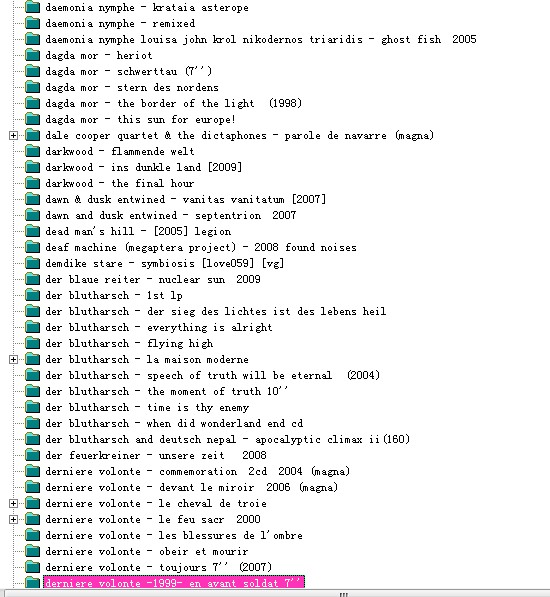 daemonia nymphe - krataia asterope
daemonia nymphe - remixed
daemonia nymphe louisa john krol nikodernos triaridis - ghost fish  2005
dagda mor - heriot
dagda mor - schwerttau (7'')
dagda mor - stern des nordens
dagda mor - the border of the light  (1998)
dagda mor - this sun for europe!
dale cooper quartet & the dictaphones - parole de navarre (magna)
darkwood - flammende welt
darkwood - ins dunkle land [2009]
darkwood - the final hour
dawn & dusk entwined - vanitas vanitatum [2007]
dawn and dusk entwined - septentrion  2007
dead man's hill - [2005] legion
deaf machine (megaptera project) - 2008 found noises
demdike stare - symbiosis [love059] [vg]
der blaue reiter - nuclear sun  2009
der blutharsch - 1st lp
der blutharsch - der sieg des lichtes ist des lebens heil
der blutharsch - everything is alright
der blutharsch - flying high
der blutharsch - la maison moderne
der blutharsch - speech of truth will be eternal  (2004)
der blutharsch - the moment of truth 10''
der blutharsch - time is thy enemy
der blutharsch - when did wonderland end cd
der blutharsch and deutsch nepal - apocalyptic climax ii(160)
der feuerkreiner - unsere zeit   2008
derniere volonte - commemoration  2cd  2004 (magna)
derniere volonte - devant le miroir  2006 (magna)
derniere volonte - le cheval de troie
derniere volonte - le feu sacr  2000
derniere volonte - les blessures de l'ombre
derniere volonte - obeir et mourir
derniere volonte - toujours 7'' (2007)
derniere volonte -1999- en avant soldat 7''